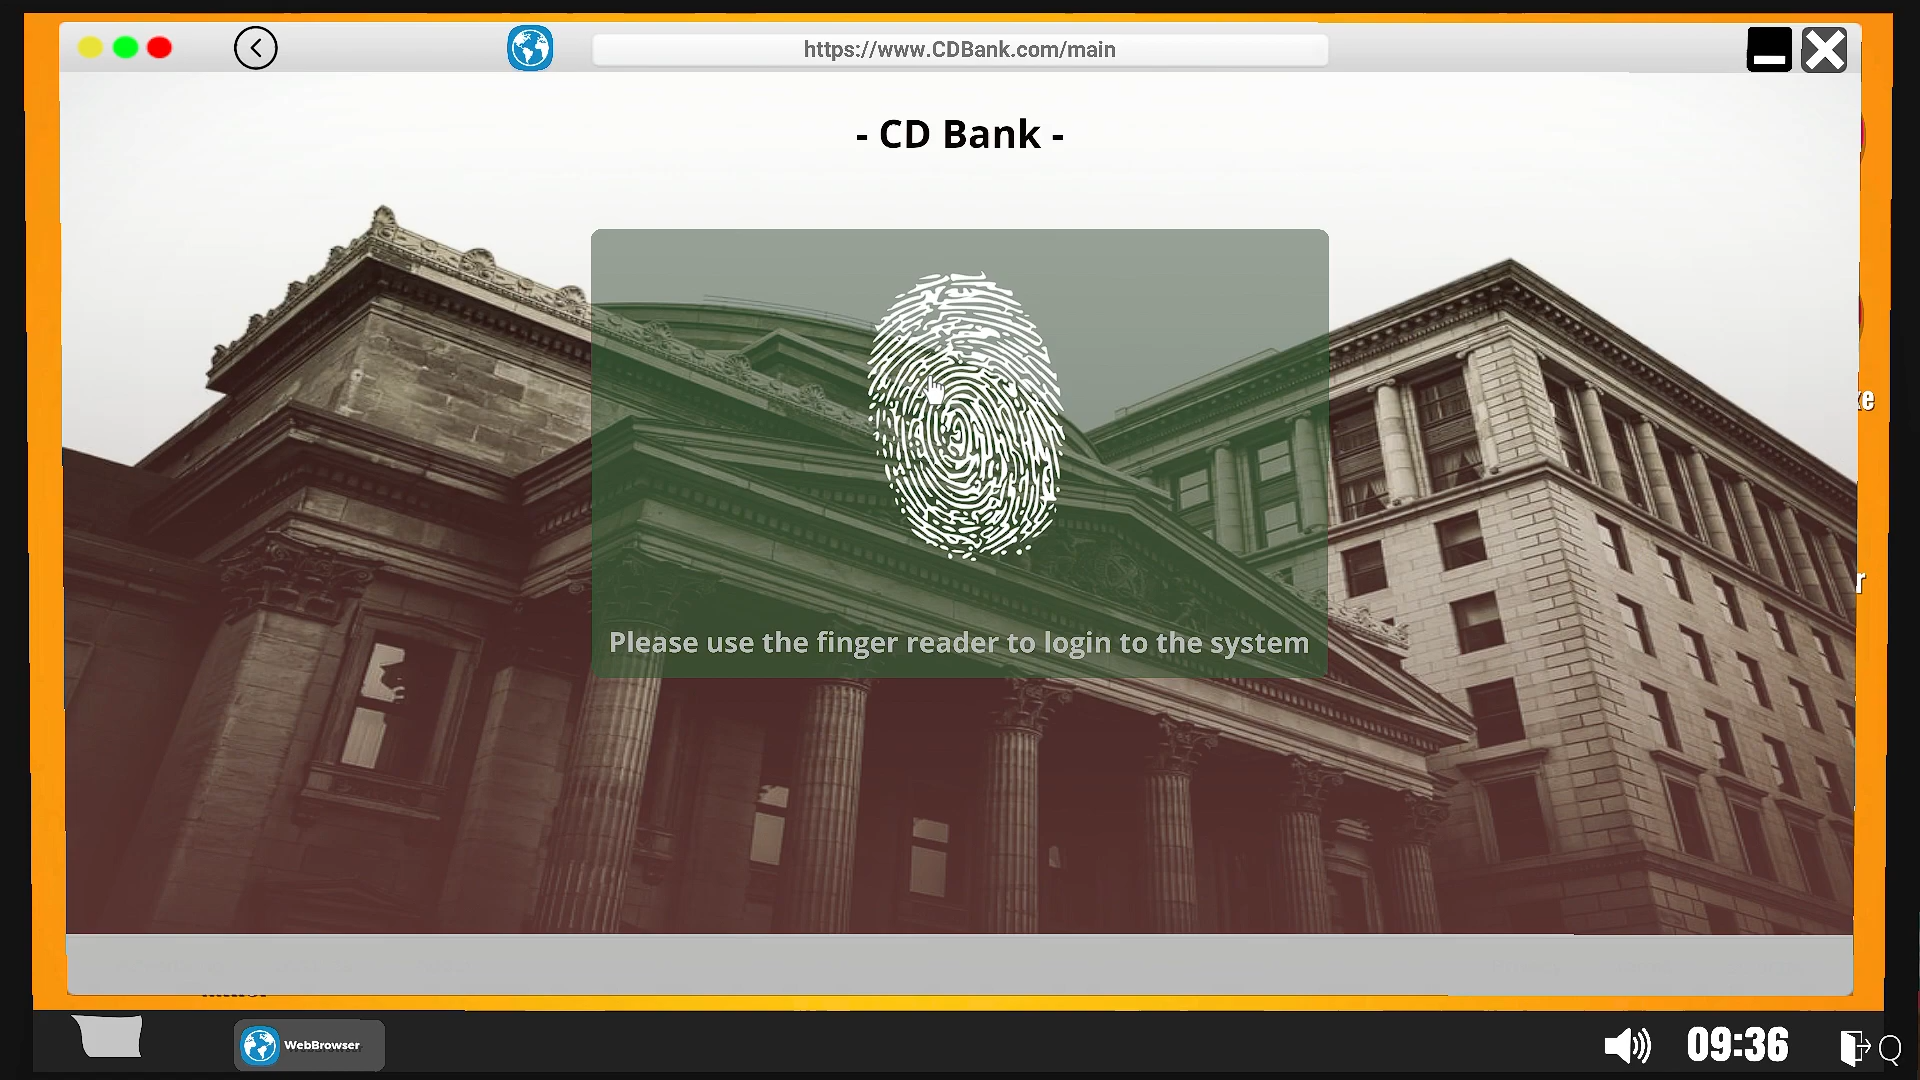 https://www.CDBank.com/main
- CD Bank -
Please use the finger reader to login to the system
WebBrowser
09:36
Q